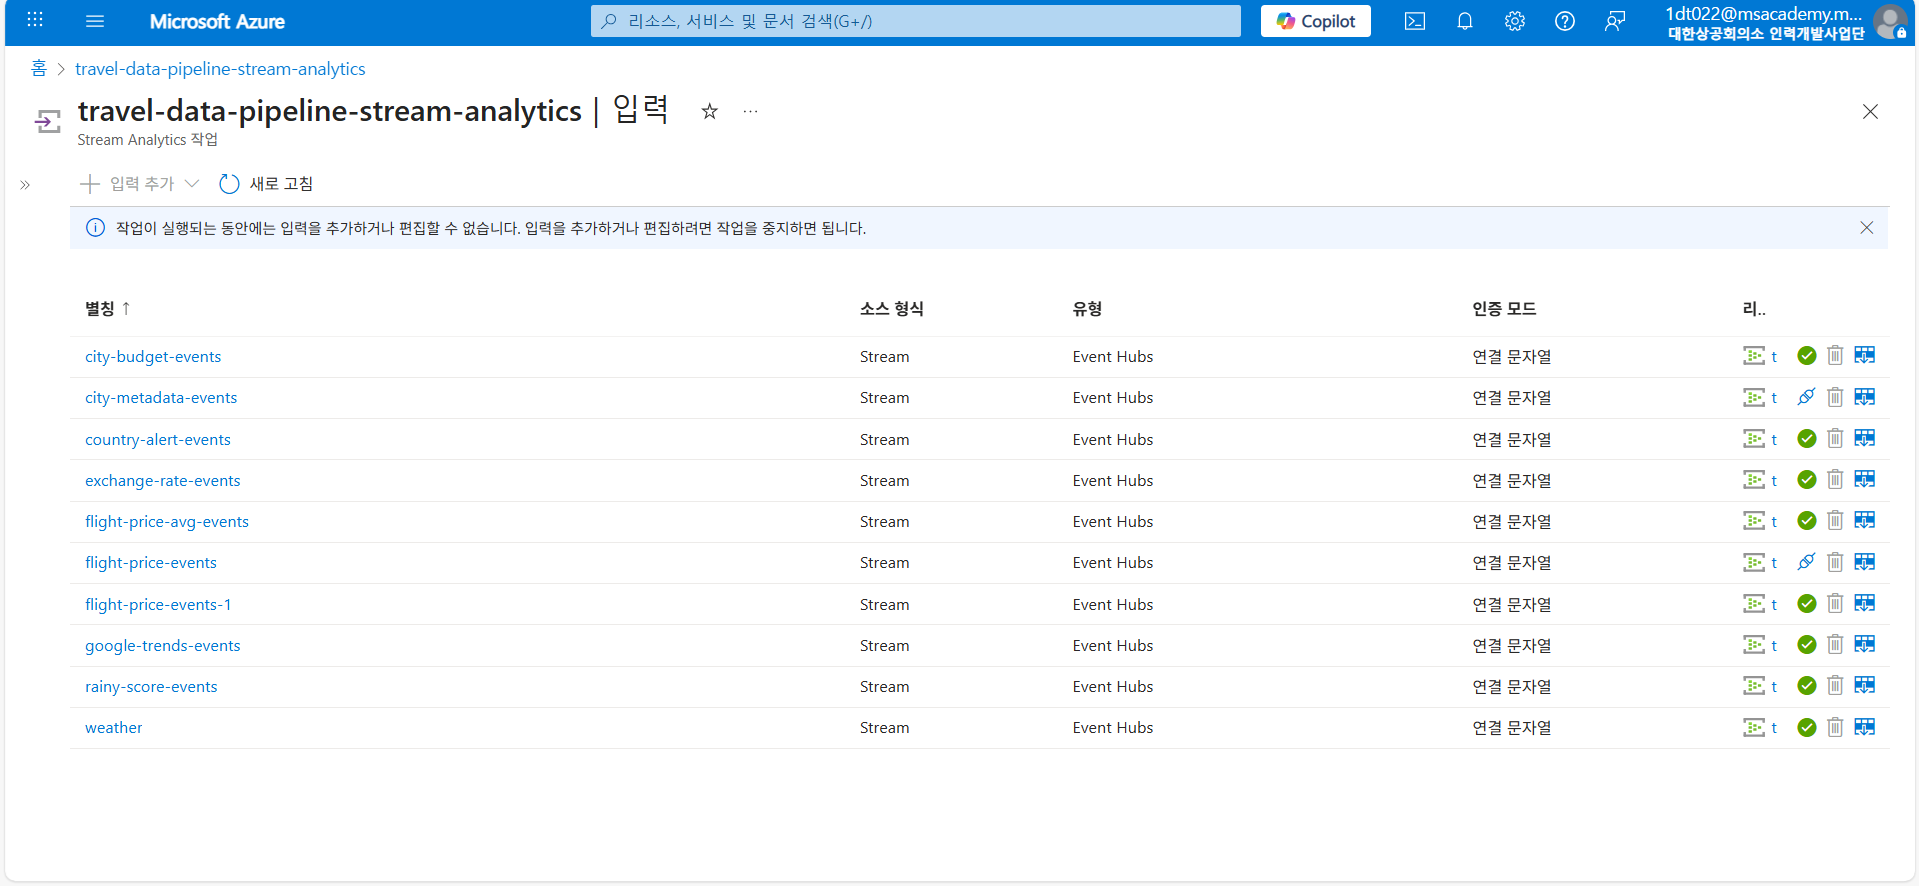 Microsoft Azure
리소스, 서비스 및 문서 검색(G+/)
Copilot
1dt022@msacademy.m...
대한상공회의소 인력개발사업단
홈 > travel-data-pipeline-stream-analytics
travel-data-pipeline-stream-analytics | 입력
Stream Analytics 작업
입력 추가
새로 고침
작업이 실행되는 동안에는 입력을 추가하거나 편집할 수 없습니다. 입력을 추가하거나 편집하려면 작업을 중지하면 됩니다.
별칭 ↑ 소스 형식 유형 인증 모드 리..
city-budget-events Stream Event Hubs 연결 문자열 t
city-metadata-events Stream Event Hubs 연결 문자열 t
country-alert-events Stream Event Hubs 연결 문자열 t
exchange-rate-events Stream Event Hubs 연결 문자열 t
flight-price-avg-events Stream Event Hubs 연결 문자열 t
flight-price-events Stream Event Hubs 연결 문자열 t
flight-price-events-1 Stream Event Hubs 연결 문자열 t
google-trends-events Stream Event Hubs 연결 문자열 t
rainy-score-events Stream Event Hubs 연결 문자열 t
weather Stream Event Hubs 연결 문자열 t